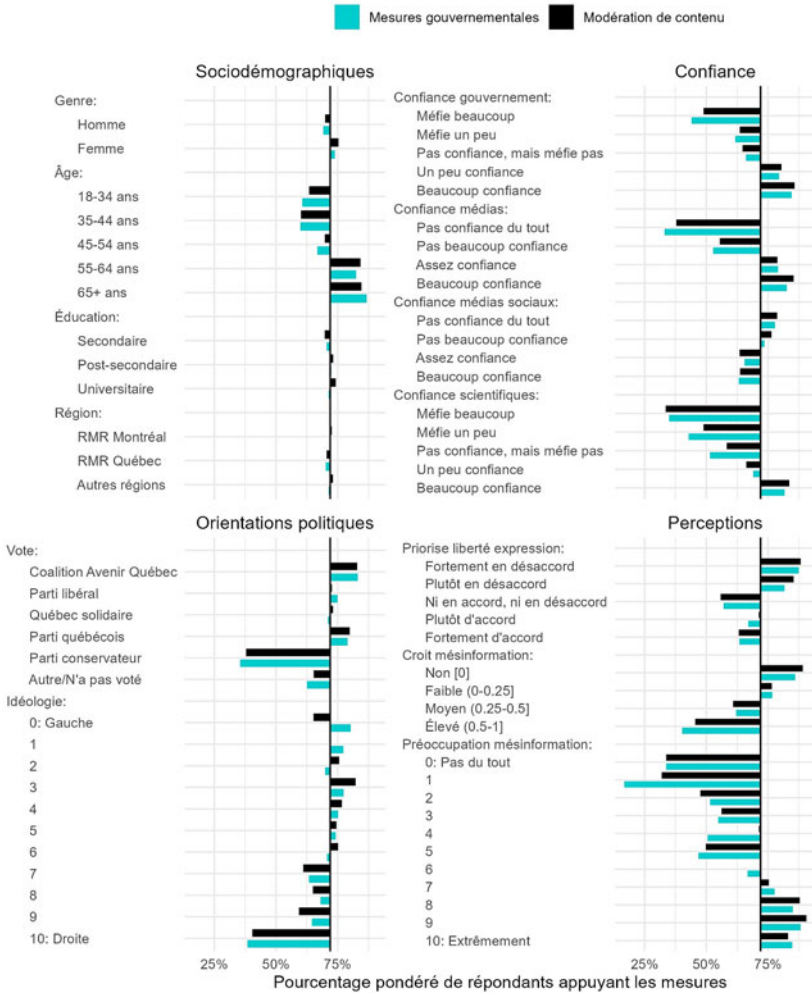 Mesures gouvernementales
Modération de contenu
Sociodémographiques
Genre:
Homme
Femme
Âge:
18-34 ans
35-44 ans
45-54 ans
55-64 ans
65+ ans
Éducation:
Secondaire
Post-secondaire
Universitaire
Région:
RMR Montréal
RMR Québec
Autres régions
Confiance
Confiance gouvernement:
Méfie beaucoup
Méfie un peu
Pas confiance, mais méfie pas
Un peu confiance
Beaucoup confiance
Confiance médias:
Pas confiance du tout
Pas beaucoup confiance
Assez confiance
Beaucoup confiance
Confiance médias sociaux:
Pas confiance du tout
Pas beaucoup confiance
Assez confiance
Beaucoup confiance
Confiance scientifiques:
Méfie beaucoup
Méfie un peu
Pas confiance, mais méfie pas
Un peu confiance
Beaucoup confiance
Orientations politiques
Vote:
Coalition Avenir Québec
Parti libéral
Québec solidaire
Parti québécois
Parti conservateur
Autre/N'a pas voté
Idéologie:
0: Gauche
1
2
3
4
5
6
7
8
9
10: Droite
25% 50% 75%
Perceptions
Priorise liberté expression:
Fortement en désaccord
Plutôt en désaccord
Ni en accord, ni en désaccord
Plutôt d'accord
Fortement d'accord
Croit mésinformation:
Non [0]
Faible (0-0.25]
Moyen (0.25-0.5]
Élevé (0.5-1]
Préoccupation mésinformation:
0: Pas du tout
1
2
3
4
5
6
7
8
9
10: Extrêmement
25% 50% 75%
Pourcentage pondéré de répondants appuyant les mesures